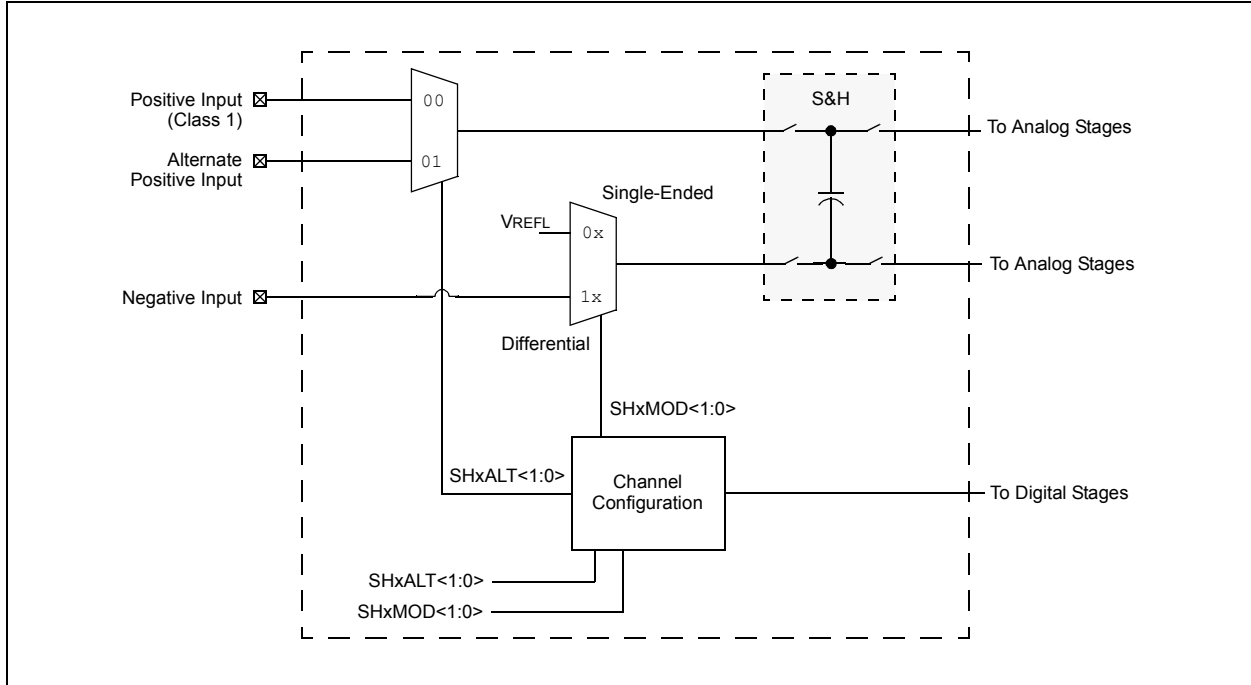 Positive Input
(Class 1)
00
S&H
To Analog Stages
Alternate
Positive Input
01
Single-Ended
VREFL
0x
To Analog Stages
Negative Input
1x
Differential
SHxMOD<1:0>
SHxALT<1:0>
Channel
Configuration
To Digital Stages
SHxALT<1:0>
SHxMOD<1:0>